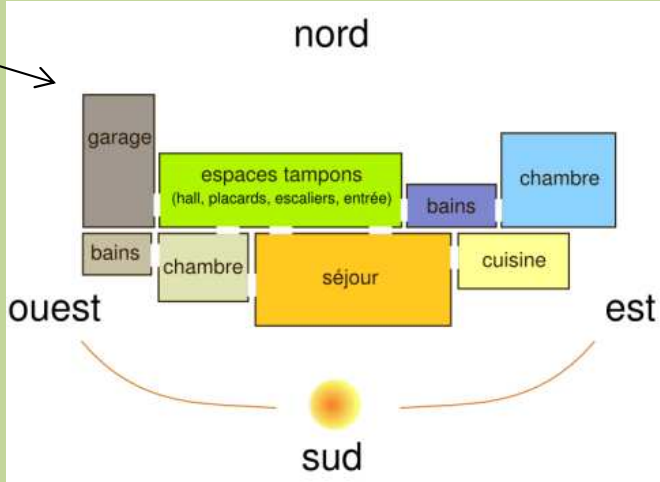 nord
garage
espaces tampons
(hall, placards, escaliers, entrée)
bains
chambre
bains
chambre
séjour
cuisine
ouest
est
sud